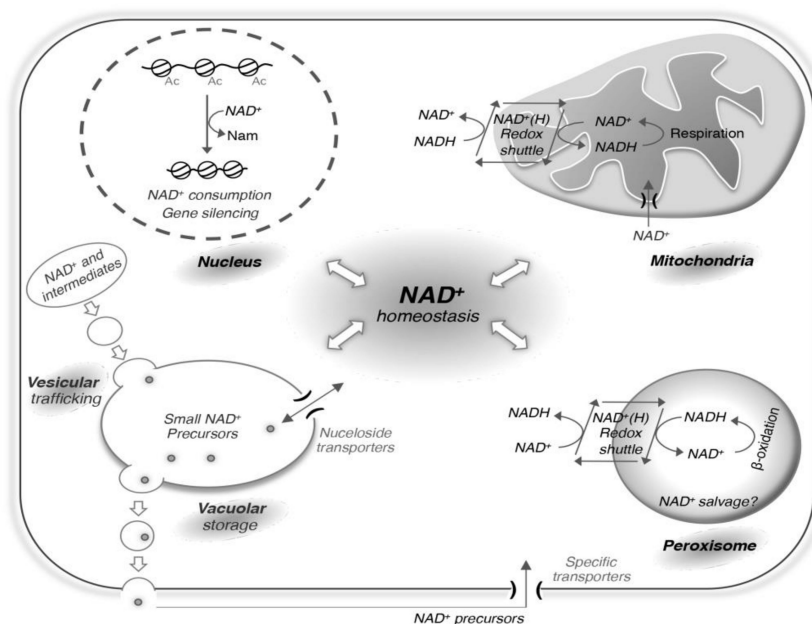 Ac
Ac
Ac
NAD+
Nam
NAD+ consumption
Gene silencing
Nucleus
NAD+
NADH
NAD+(H)
Redox
shuttle
NAD+
NADH
Respiration
NAD+
Mitochondria
NAD+
homeostasis
NAD+ and
intermediates
Vesicular
trafficking
Small NAD+
Precursors
Nuceloside
transporters
Vacuolar
storage
NADH
NAD+
NAD+(H)
Redox
shuttle
NADH
NAD+
β-oxidation
NAD+ salvage?
Peroxisome
Specific
transporters
NAD+ precursors